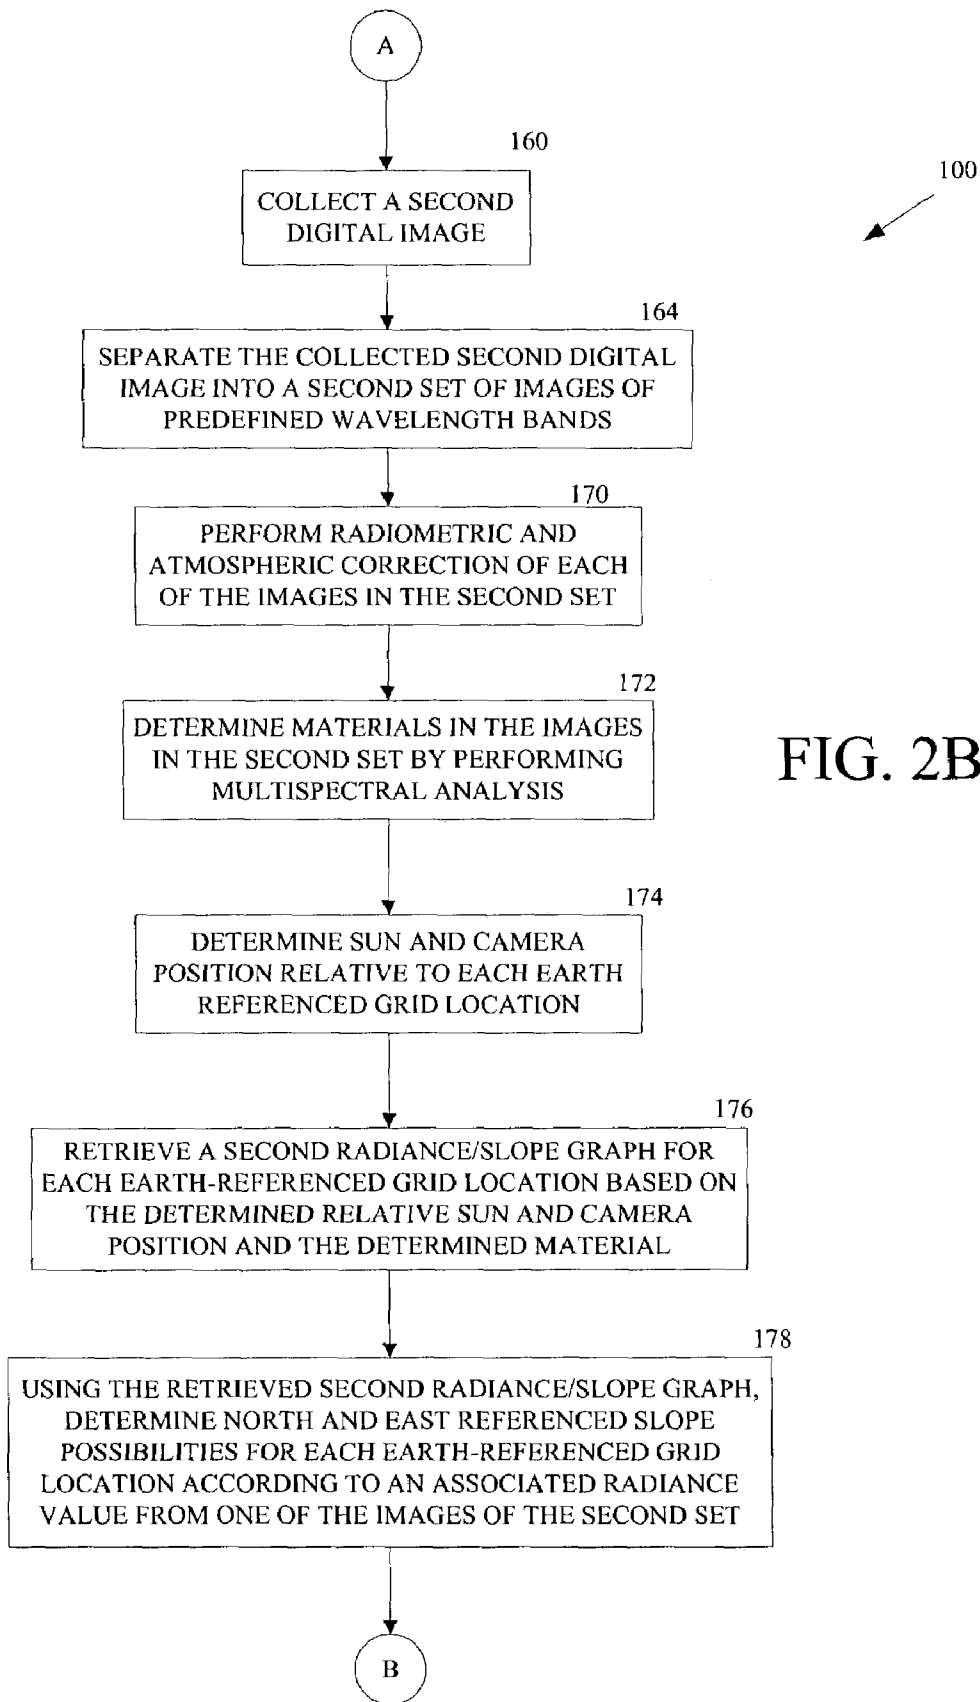 A
160
100
COLLECT A SECOND
DIGITAL IMAGE
164
SEPARATE THE COLLECTED SECOND DIGITAL
IMAGE INTO A SECOND SET OF IMAGES OF
PREDEFINED WAVELENGTH BANDS
170
PERFORM RADIOMETRIC AND
ATMOSPHERIC CORRECTION OF EACH
OF THE IMAGES IN THE SECOND SET
172
DETERMINE MATERIALS IN THE IMAGES
IN THE SECOND SET BY PERFORMING
MULTISPECTRAL ANALYSIS
FIG. 2B
174
DETERMINE SUN AND CAMERA
POSITION RELATIVE TO EACH EARTH
REFERENCED GRID LOCATION
176
RETRIEVE A SECOND RADIANCE/SLOPE GRAPH FOR
EACH EARTH-REFERENCED GRID LOCATION BASED ON
THE DETERMINED RELATIVE SUN AND CAMERA
POSITION AND THE DETERMINED MATERIAL
178
USING THE RETRIEVED SECOND RADIANCE/SLOPE GRAPH,
DETERMINE NORTH AND EAST REFERENCED SLOPE
POSSIBILITIES FOR EACH EARTH-REFERENCED GRID
LOCATION ACCORDING TO AN ASSOCIATED RADIANCE
VALUE FROM ONE OF THE IMAGES OF THE SECOND SET
B